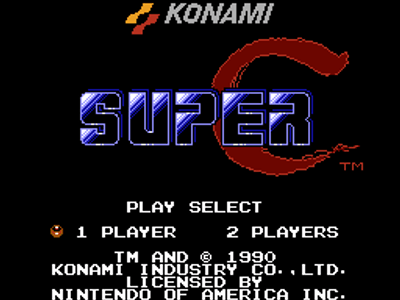 KONAMI
SUPER C
TM
PLAY SELECT
1 PLAYER 2 PLAYERS
TM AND © 1990
KONAMI INDUSTRY CO.,LTD.
LICENSED BY
NINTENDO OF AMERICA INC.